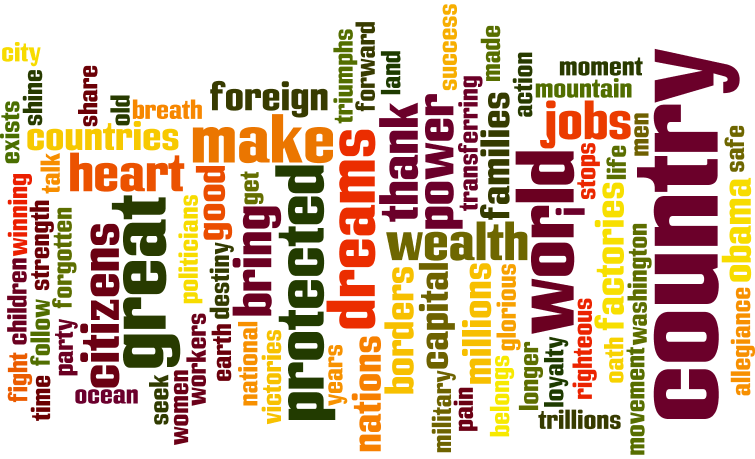 city
exists
shine
share
old
breath
countries
talk
heart
foreign
make
triumphs
forward
land
success
made
action
moment
mountain
jobs
men
thank
power
transferring
families
world
i
stops
life
country
safe
obama
allegiance
winning
children
fight
strength
follow
time
forgotten
party
citizens
great
ocean
seek
women
workers
politicians
good
destiny
earth
get
bring
national
victories
protected
dreams
years
nations
wealth
borders
capital
military
millions
pain
glorious
belongs
longer
loyalty
righteous
trillions
factories
oath
washington
movement